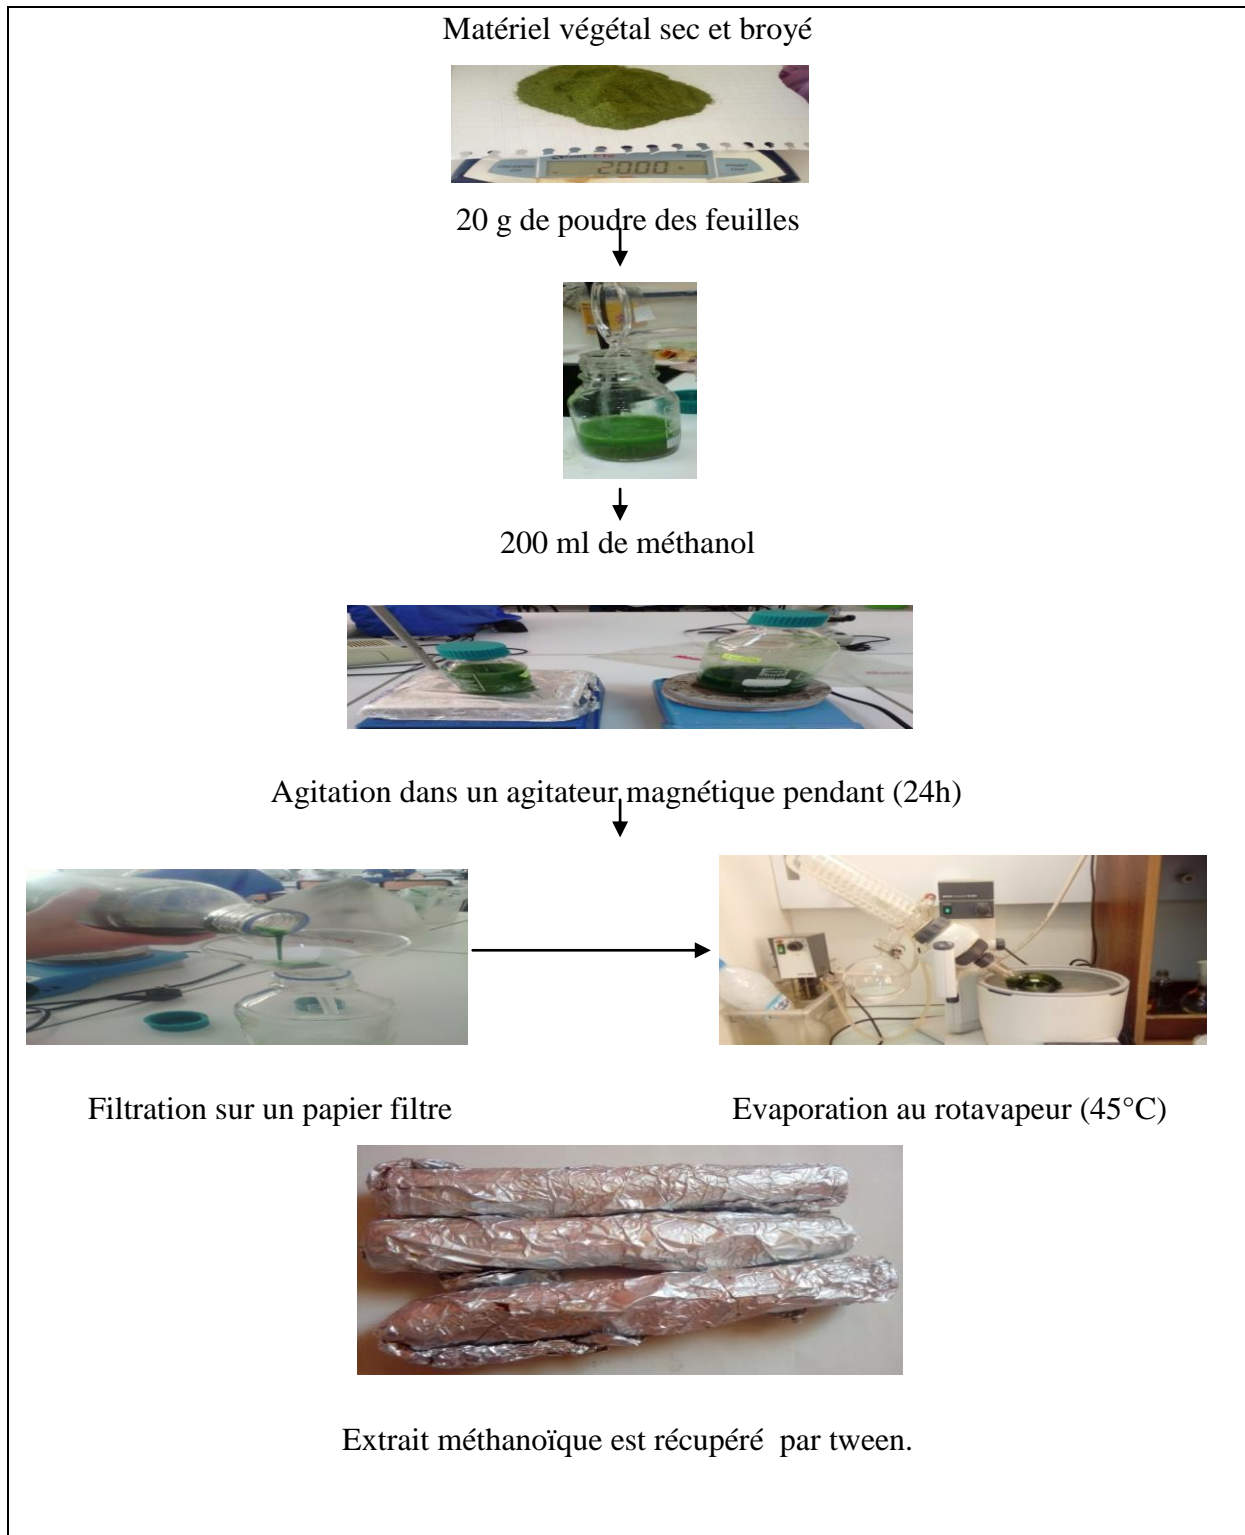 Matériel végétal sec et broyé
2000
20 g de poudre des feuilles
200 ml de méthanol
Agitation dans un agitateur magnétique pendant (24h)
Filtration sur un papier filtre
Evaporation au rotavapeur (45°C)
Extrait méthanoïque est récupéré par tween.